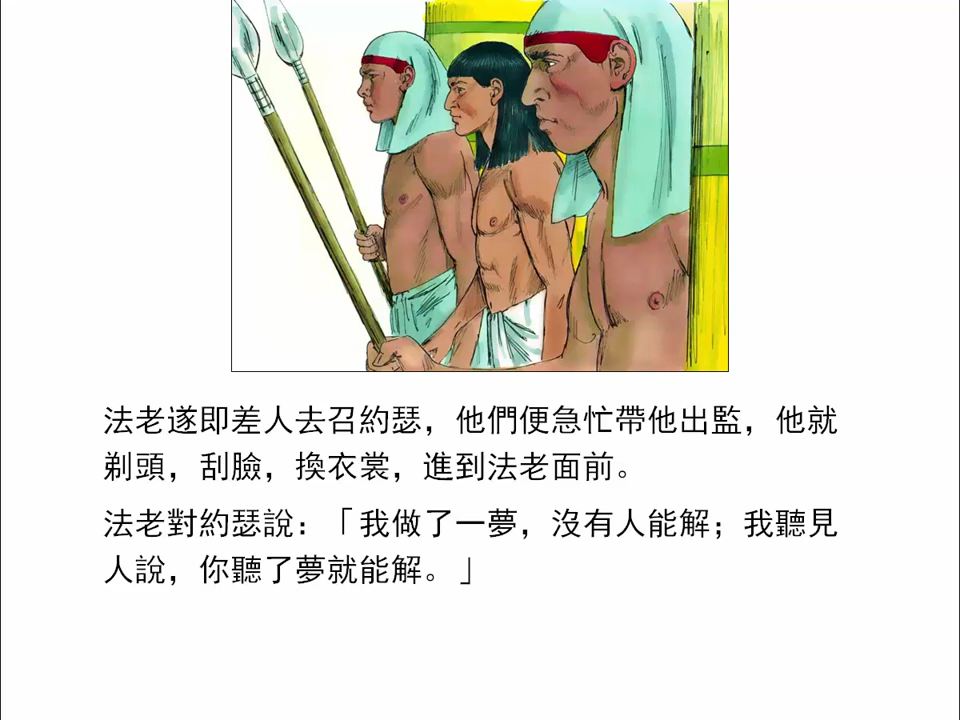 法老遂即差人去召約瑟，他們便急忙帶他出監，他就
剃頭，刮臉，換衣裳，進到法老面前。
法老對約瑟說：「我做了一夢，沒有人能解；我聽見
人說，你聽了夢就能解。」